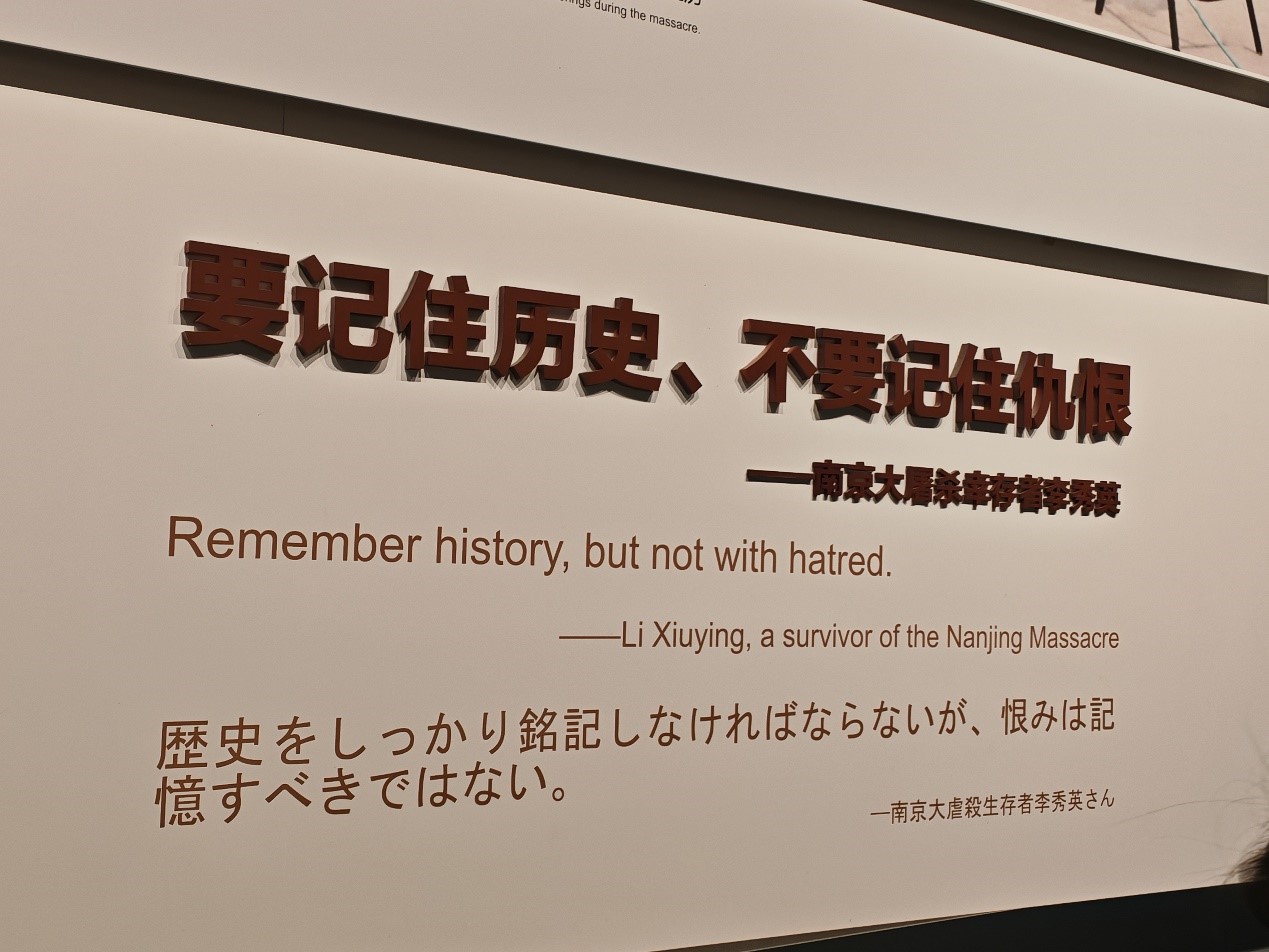 during the massacre.
要记住历史、不要记住仇恨
——南京大屠杀幸存者李秀英
Remember history, but not with hatred.
——Li Xiuying, a survivor of the Nanjing Massacre
歴史をしっかり銘記しなければならないが、恨みは記
憶すべきではない。
—南京大虐殺生存者李秀英さん